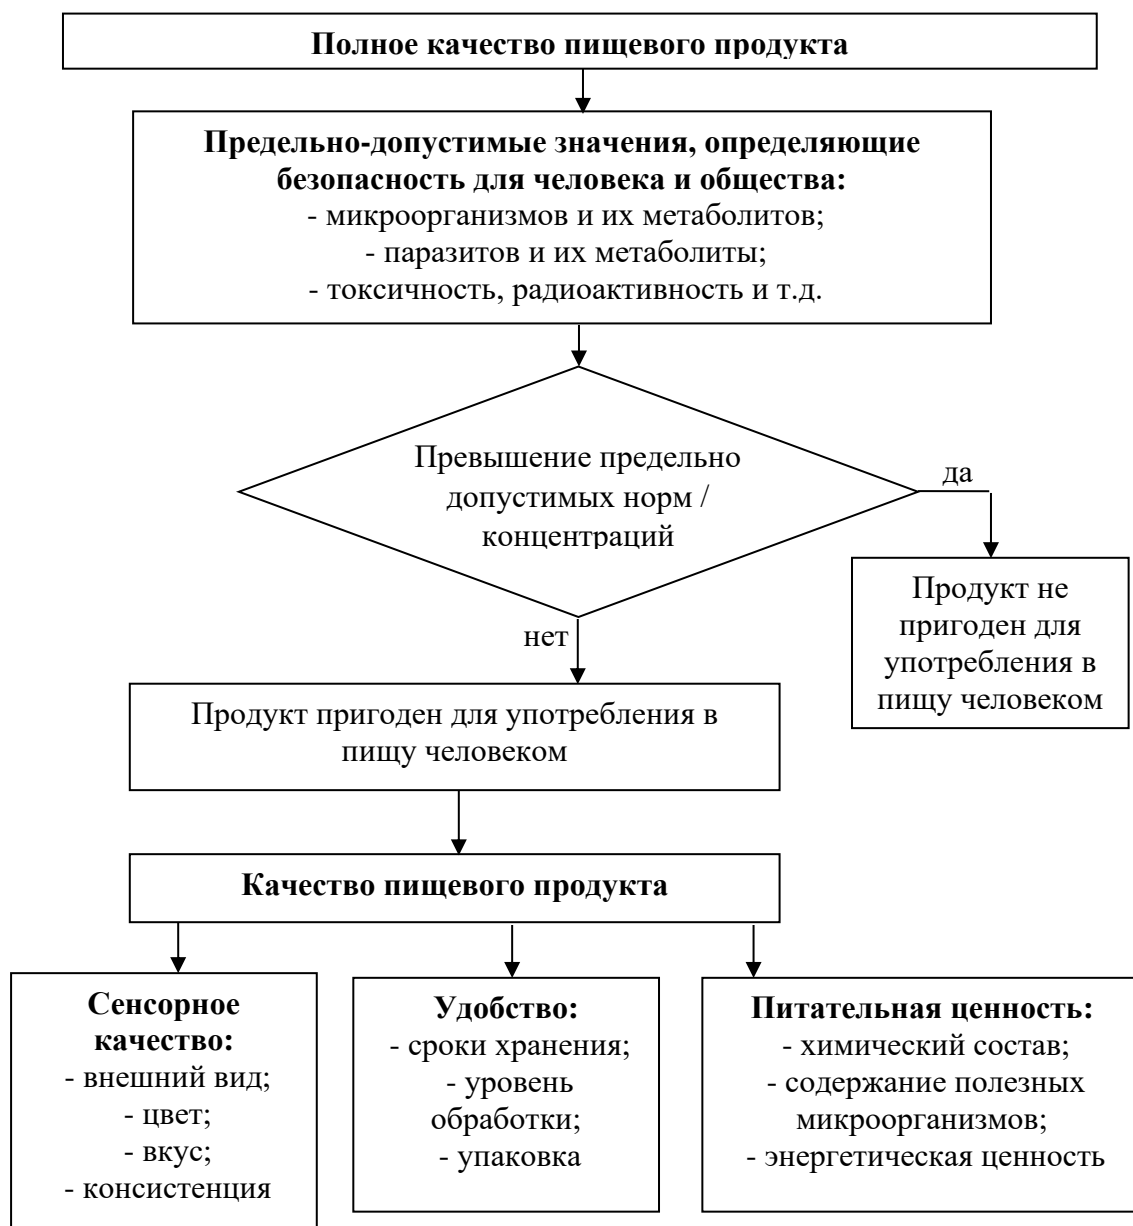 Полное качество пищевого продукта
Предельно-допустимые значения, определяющие
безопасность для человека и общества:
- микроорганизмов и их метаболитов;
- паразитов и их метаболиты;
- токсичность, радиоактивность и т.д.
Превышение предельно
допустимых норм /
концентраций
да
Продукт не
пригоден для
употребления в
пищу человеком
нет
Продукт пригоден для употребления в
пищу человеком
Качество пищевого продукта
Сенсорное
качество:
- внешний вид;
- цвет;
- вкус;
- консистенция
Удобство:
- сроки хранения;
- уровень
обработки;
- упаковка
Питательная ценность:
- химический состав;
- содержание полезных
микроорганизмов;
- энергетическая ценность